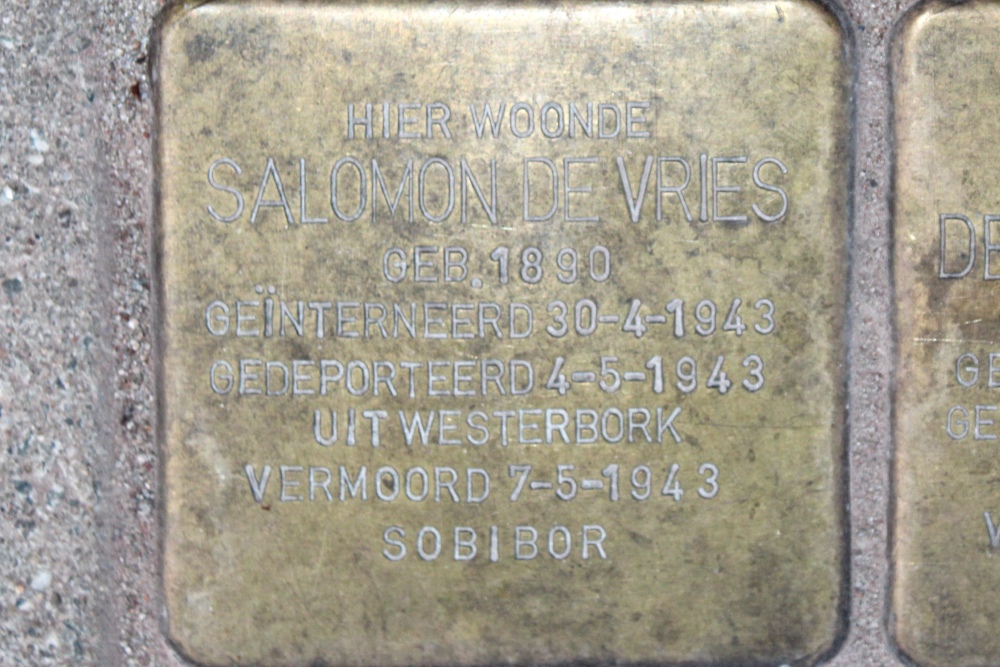 HIER WOONDE
SALOMON DE VRIES
GEB. 1890
GEÏNTERNEERD 30-4-1943
GEDEPORTEERD 4-5-1943
UIT WESTERBORK
VERMOORD 7-5-1943
SOBIBOR